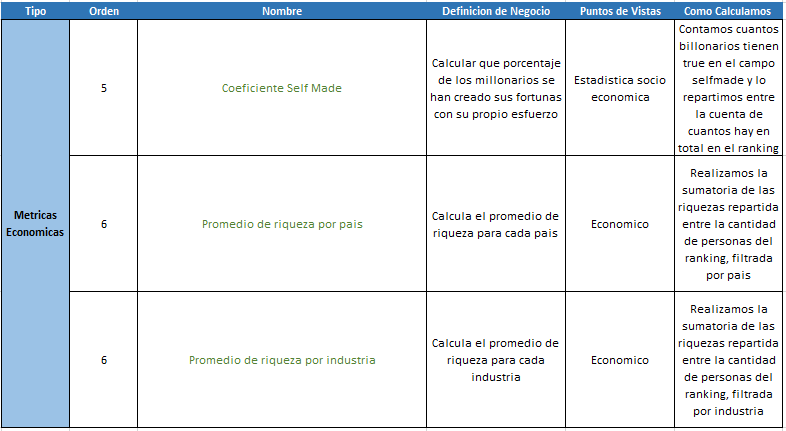 Tipo Orden Nombre Definicion de Negocio Puntos de Vistas Como Calculamos
Metricas
Economicas
5
Coeficiente Self Made
Calcular que porcentaje
de los millonarios se
han creado sus fortunas
con su propio esfuerzo
Estadistica socio
economica
Contamos cuantos
billonarios tienen
true en el campo
selfmade y lo
repartimos entre
la cuenta de
cuantos hay en
total en el ranking
6
Promedio de riqueza por pais
Calcula el promedio de
riqueza para cada pais
Economico
Realizamos la
sumatoria de las
riquezas repartida
entre la cantidad
de personas del
ranking, filtrada
por pais
6
Promedio de riqueza por industria
Calcula el promedio de
riqueza para cada
industria
Economico
Realizamos la
sumatoria de las
riquezas repartida
entre la cantidad
de personas del
ranking, filtrada
por industria